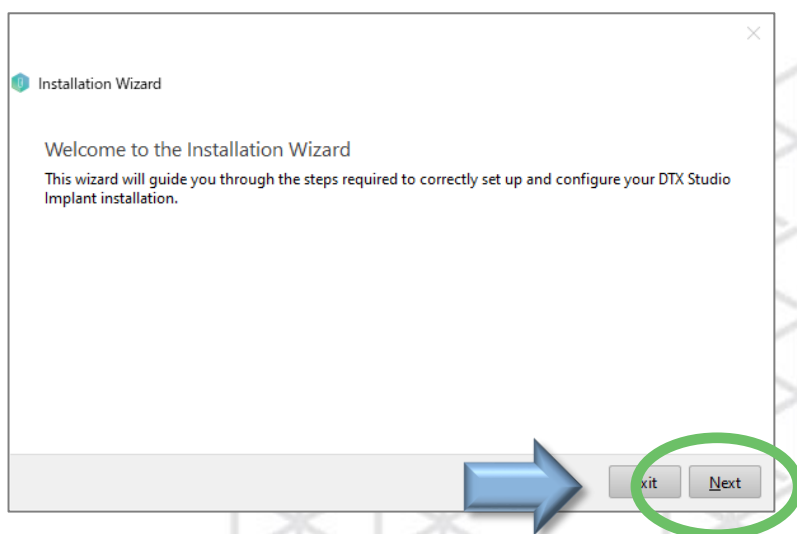 Installation Wizard
Welcome to the Installation Wizard
This wizard will guide you through the steps required to correctly set up and configure your DTX Studio
Implant installation.
xit Next